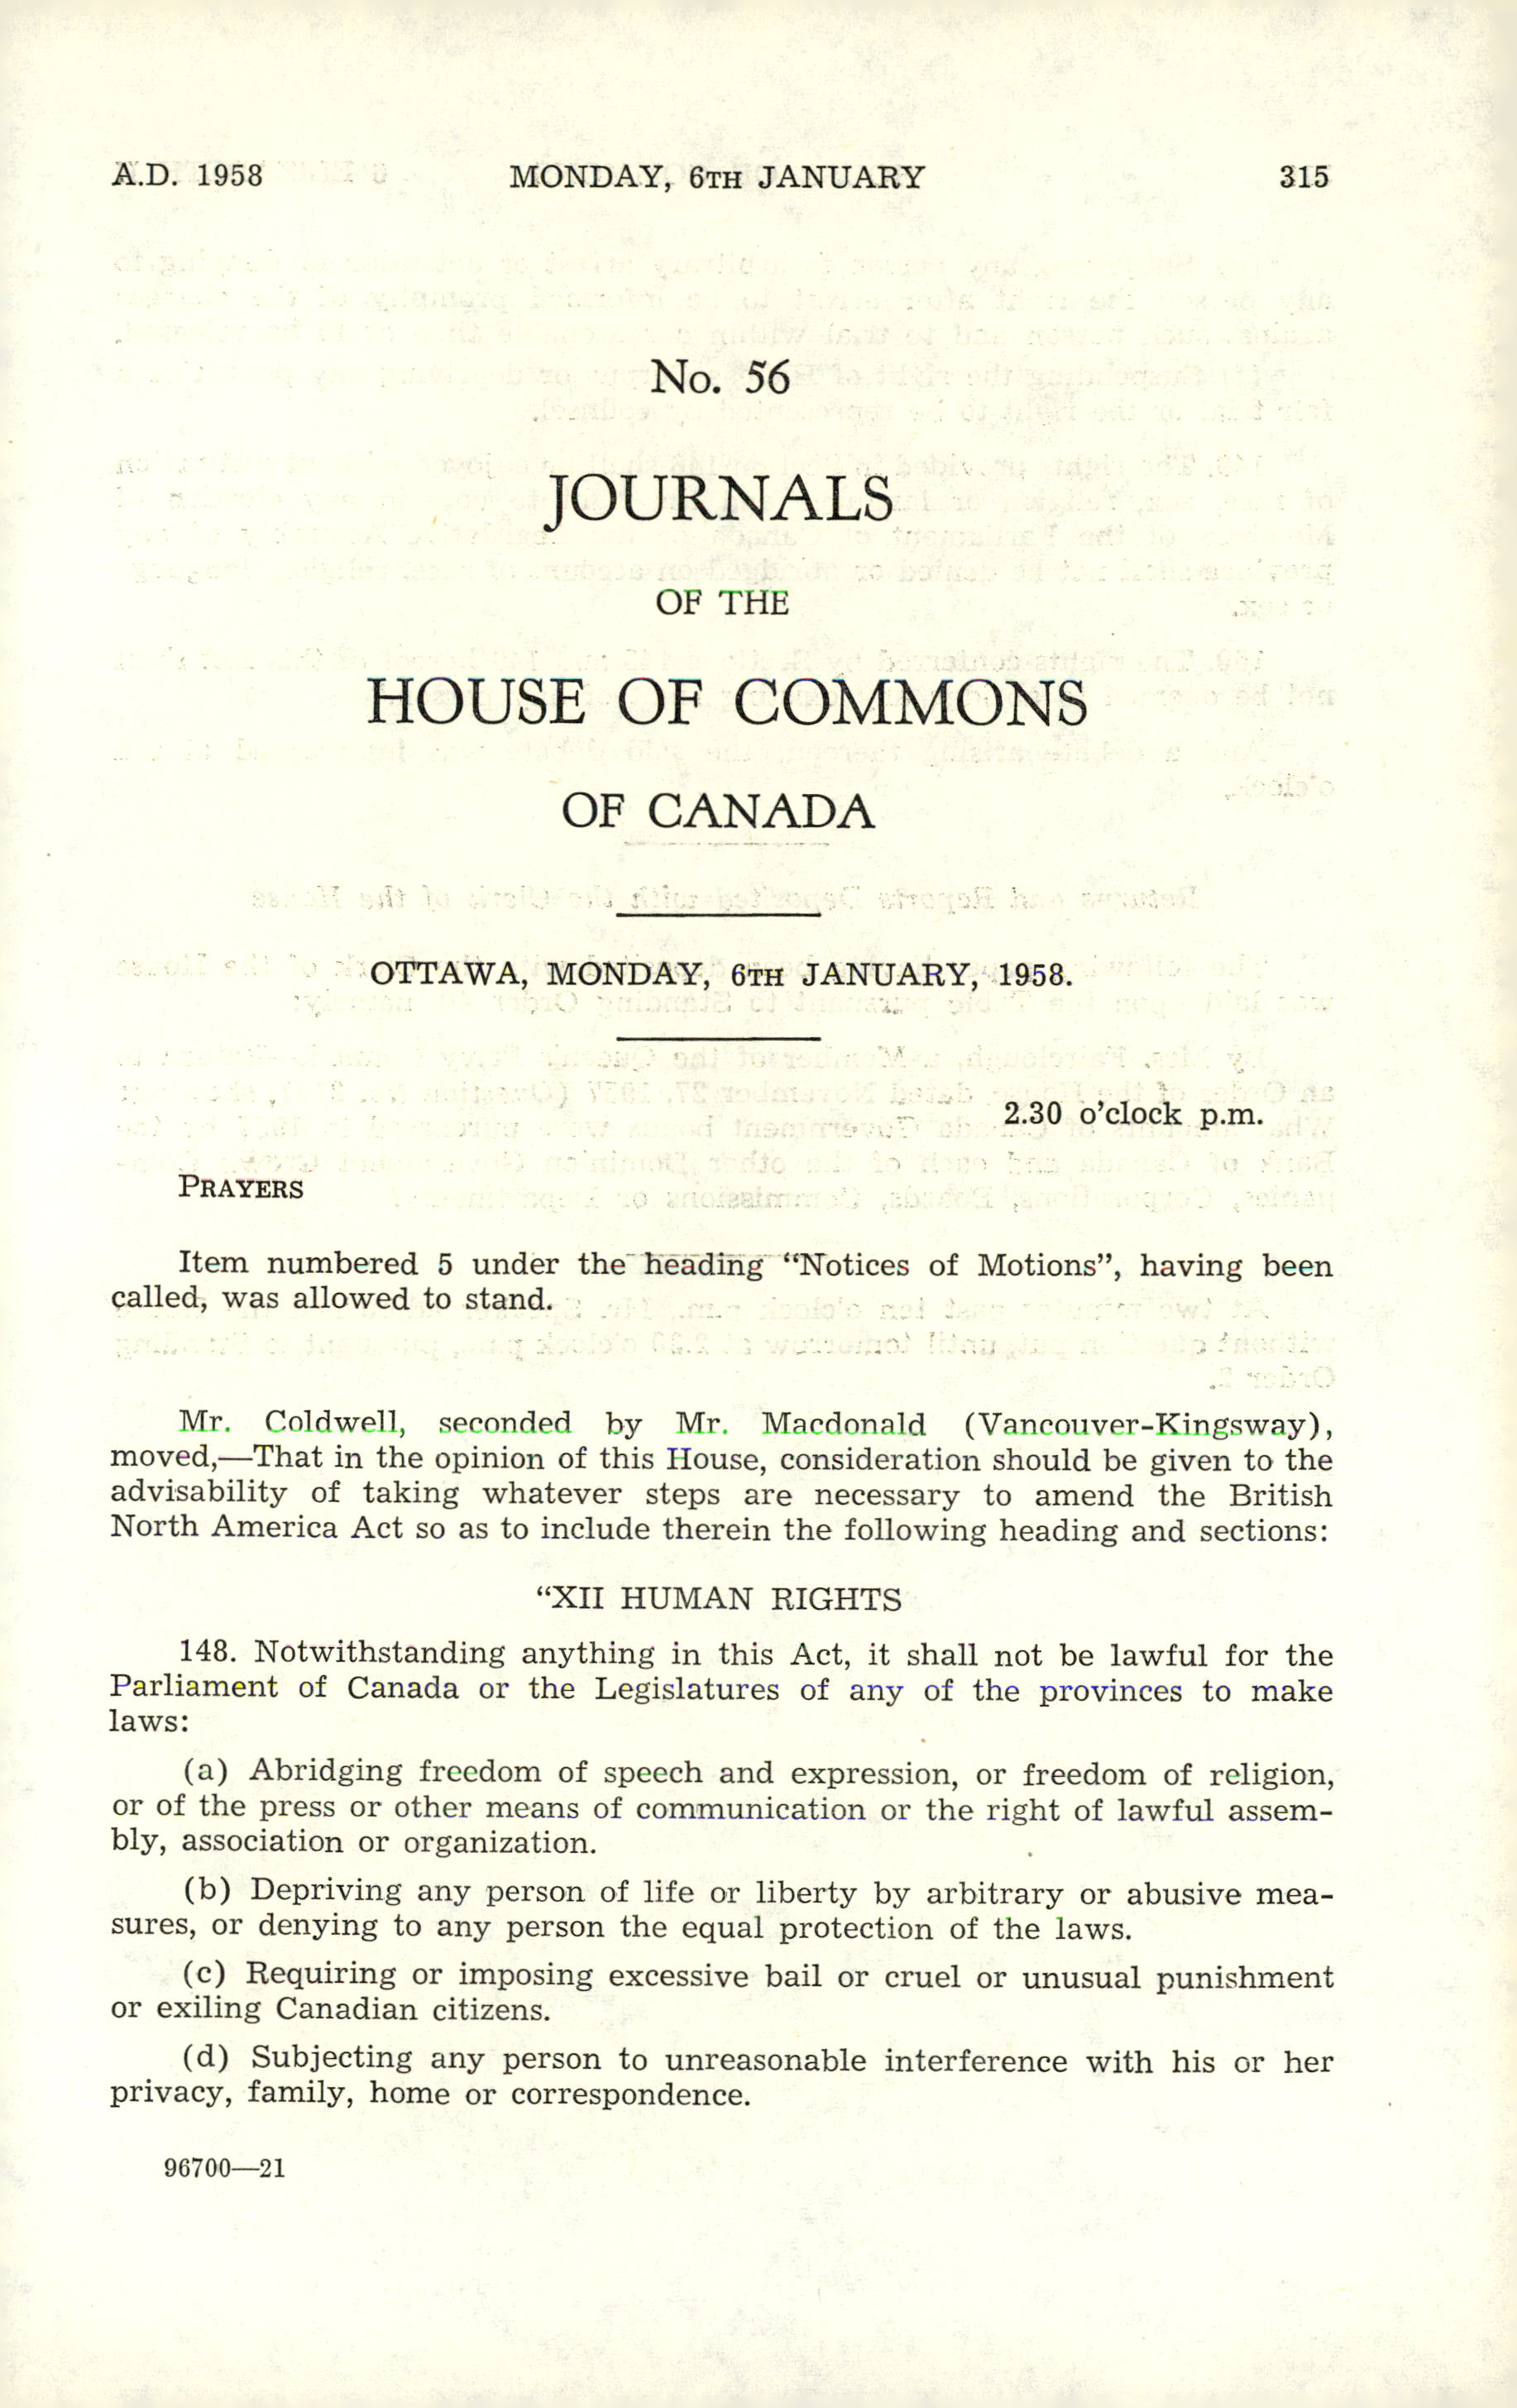 A.D. 1958 MONDAY, 6TH JANUARY 315
No. 56
JOURNALS
OF THE
HOUSE OF COMMONS
OF CANADA
OTTAWA, MONDAY, 6TH JANUARY, 1958.
2.30 o'clock p.m.
PRAYERS
Item numbered 5 under the heading "Notices of Motions", having been
called, was allowed to stand.
Mr. Coldwell, seconded by Mr. Macdonald (Vancouver-Kingsway),
moved,—That in the opinion of this House, consideration should be given to the
advisability of taking whatever steps are necessary to amend the British
North America Act so as to include therein the following heading and sections:
"XII HUMAN RIGHTS
148. Notwithstanding anything in this Act, it shall not be lawful for the
Parliament of Canada or the Legislatures of any of the provinces to make
laws:
(a) Abridging freedom of speech and expression, or freedom of religion,
or of the press or other means of communication or the right of lawful assem-
bly, association or organization.
(b) Depriving any person of life or liberty by arbitrary or abusive mea-
sures, or denying to any person the equal protection of the laws.
(c) Requiring or imposing excessive bail or cruel or unusual punishment
or exiling Canadian citizens.
(d) Subjecting any person to unreasonable interference with his or her
privacy, family, home or correspondence.
96700—21